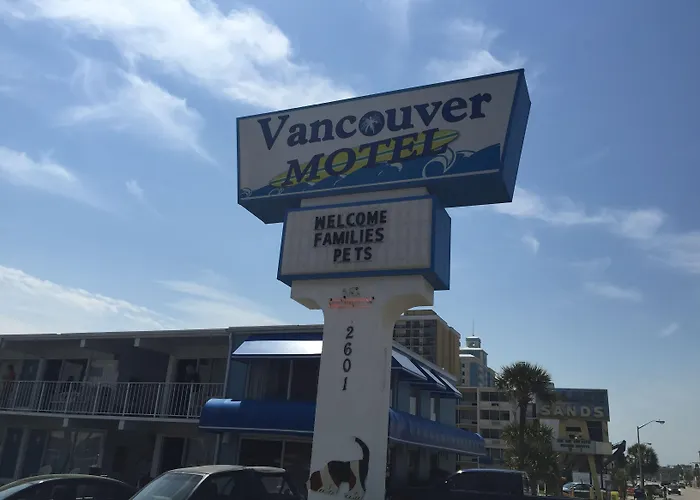 VANCOUVER
MOTEL
WELCOME
FAMILIES
PETS
2601
SANDS